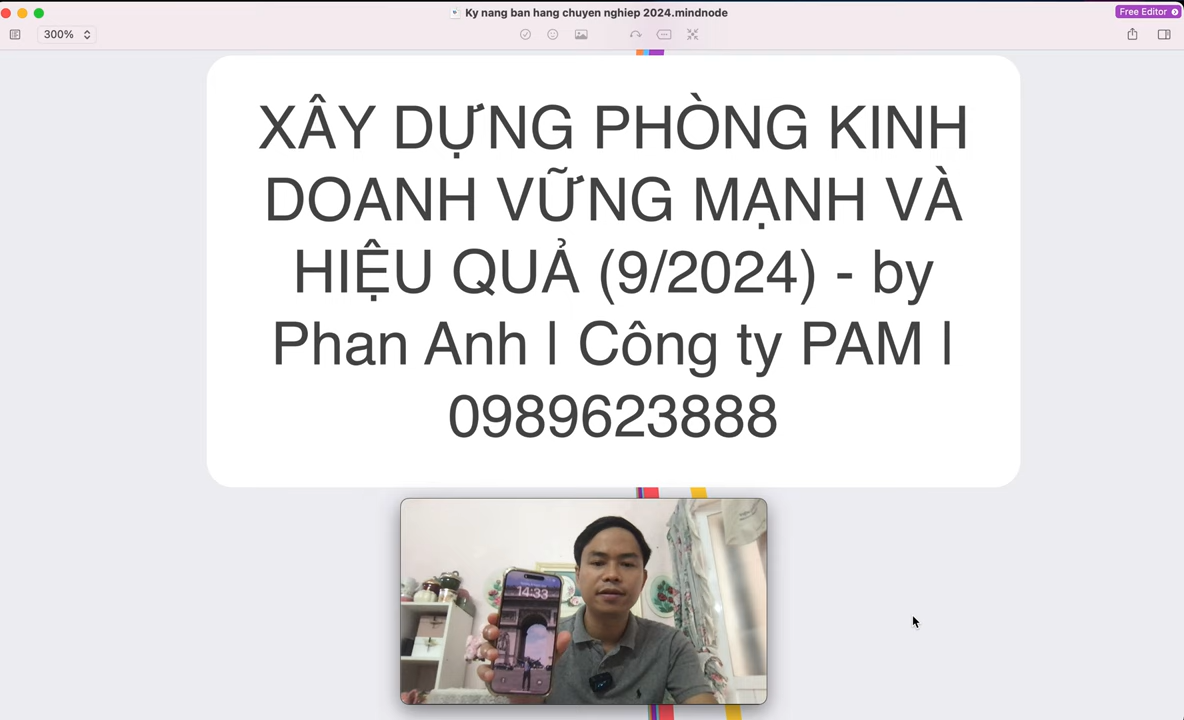 Ky nang ban hang chuyen nghiep 2024.mindnode
Free Editor
300%
XÂY DỰNG PHÒNG KINH
DOANH VỮNG MẠNH VÀ
HIỆU QUẢ (9/2024) - by
Phan Anh | Công ty PAM |
0989623888
14:33